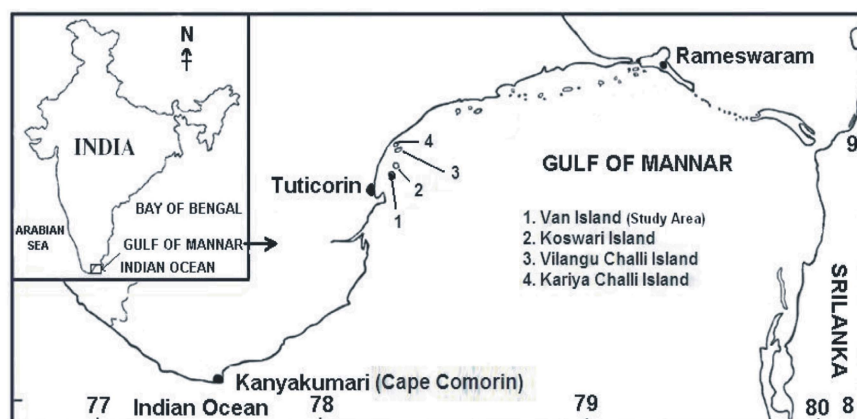 N
INDIA
BAY OF BENGAL
ARABIAN
SEA
GULF OF MANNAR
INDIAN OCEAN
Rameswaram
4
3
2
1
Tuticorin
GULF OF MANNAR
1. Van Island (Study Area)
2. Koswari Island
3. Vilangu Challi Island
4. Kariya Challi Island
SRILANKA
9
Kanyakumari (Cape Comorin)
Indian Ocean
77
78
79
80
8